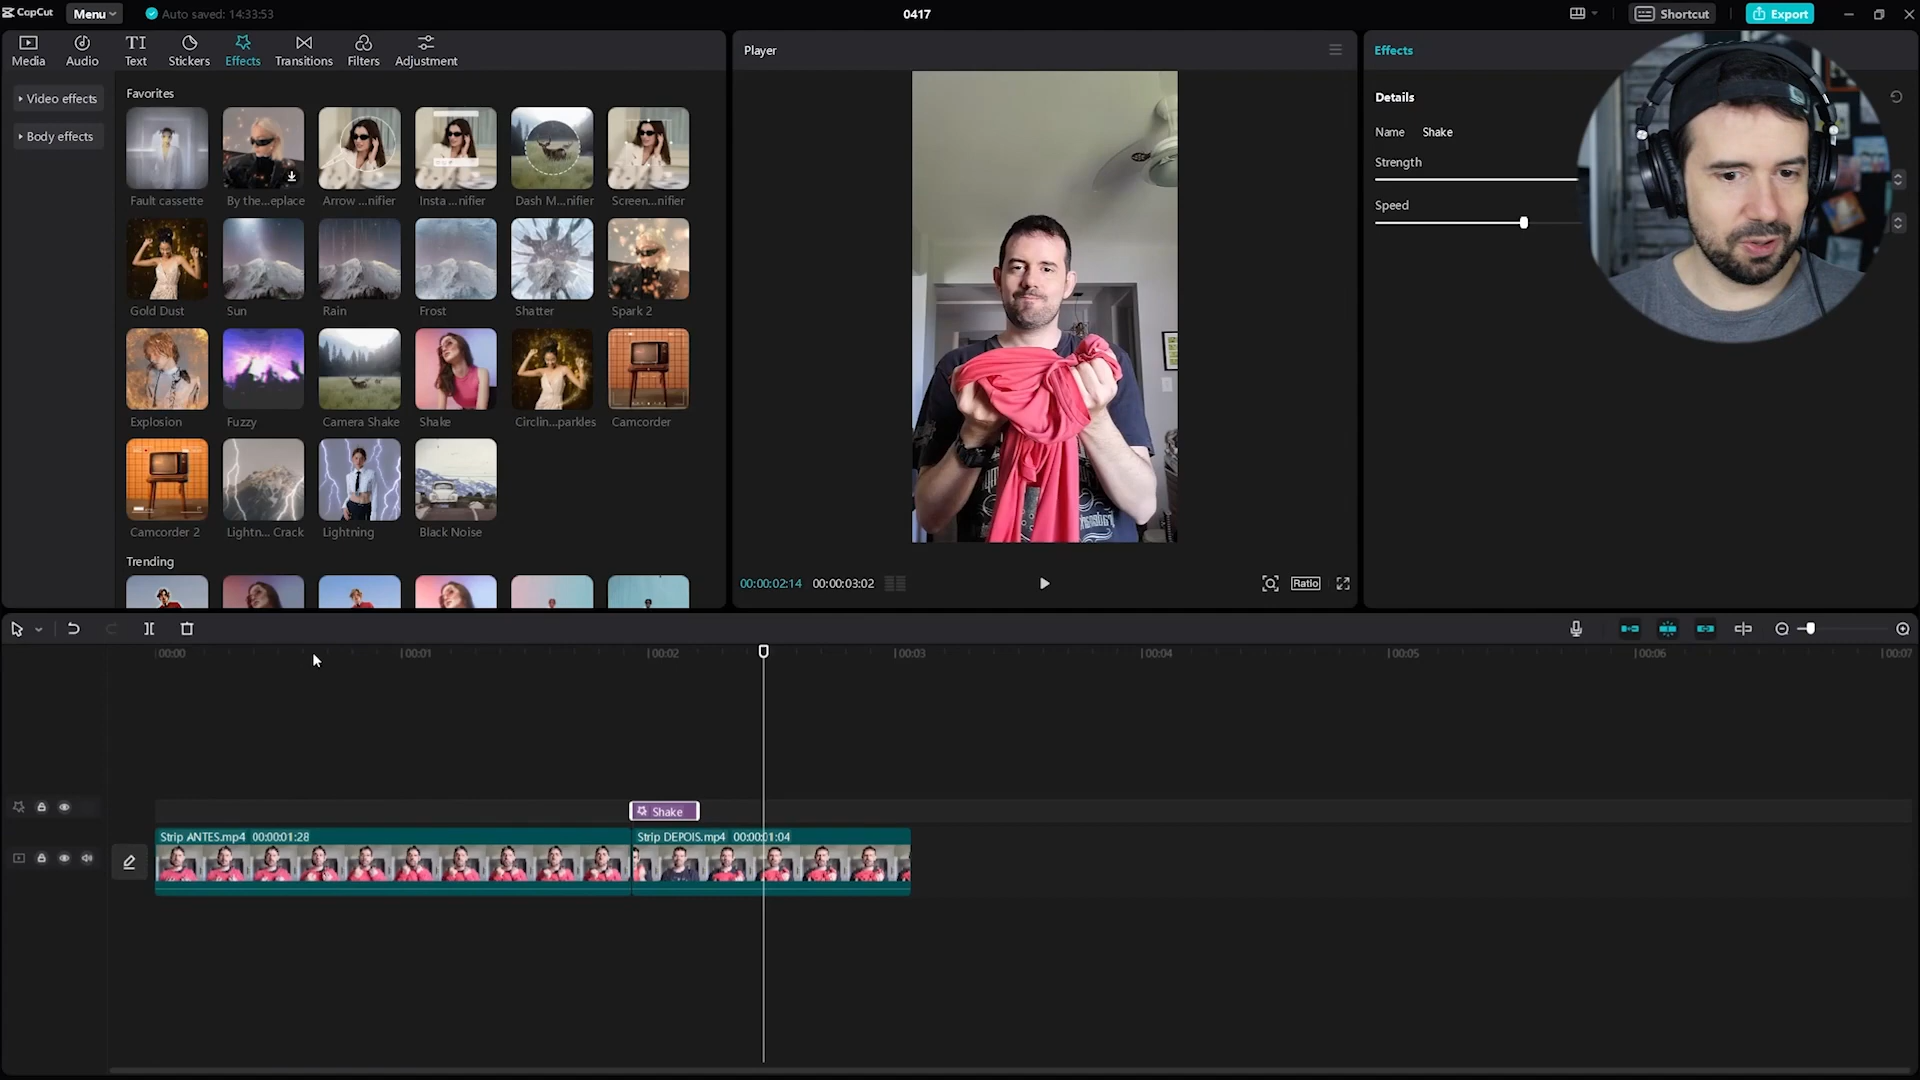 CapCut
Menu
Auto saved: 14:33:53
0417
Shortcut
Export
Media
Audio
TI
Text
Stickers
Effects
Transitions
Filters
Adjustment
Video effects
Body effects
Favorites
Fault cassette
By the...eplace
Arrow ...nifier
Insta ...nifier
Dash M...nifier
Screen...nifier
Gold Dust
Sun
Rain
Frost
Shatter
Spark 2
Explosion
Fuzzy
Camera Shake
Shake
Circlin...parkles
Camcorder
Camcorder 2
Lightn... Crack
Lightning
Black Noise
Trending
Player
00:00:02:14
00:00:03:02
Ratio
Effects
Details
Name Shake
Strength
Speed
00:00
00:01
00:02
00:03
00:04
00:05
00:06
00:07
Shake
Strip ANTES.mp4 00:00:01:28
Strip DEPOIS.mp4 00:00:01:04